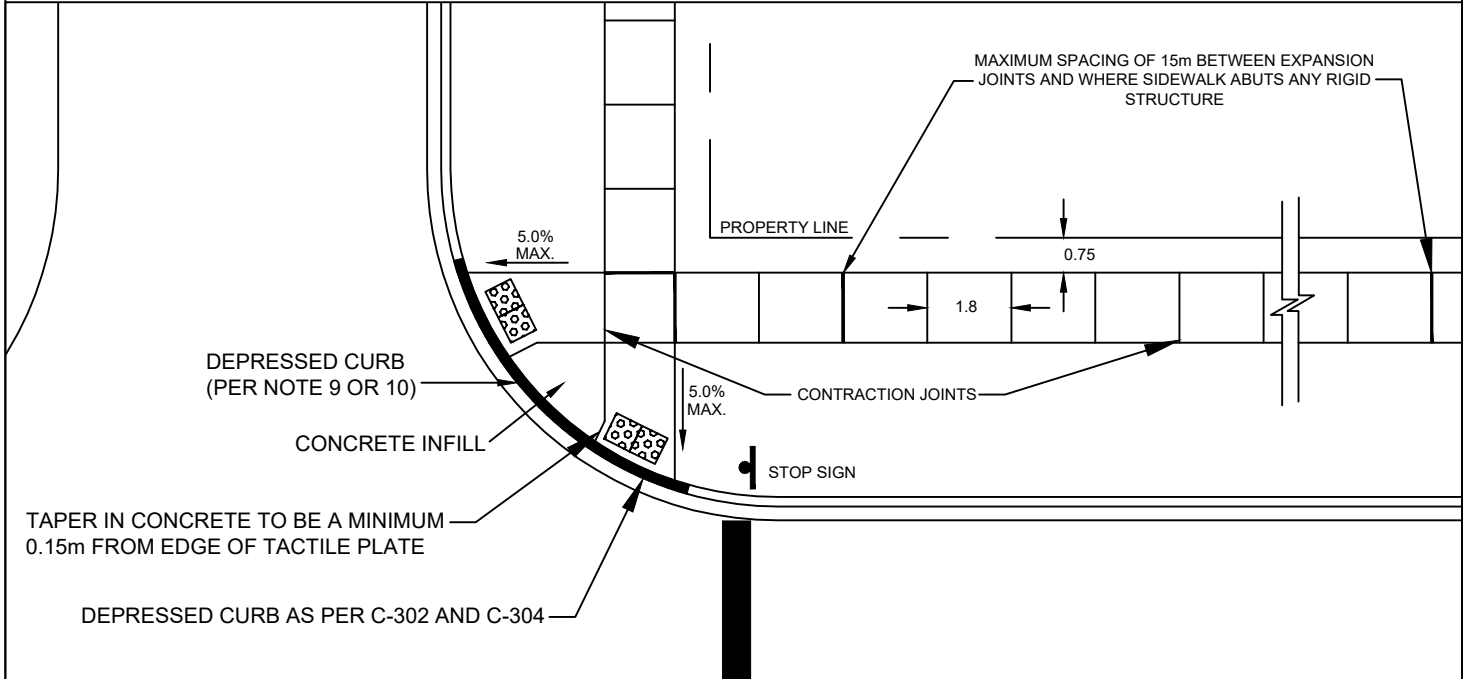 MAXIMUM SPACING OF 15m BETWEEN EXPANSION
JOINTS AND WHERE SIDEWALK ABUTS ANY RIGID
STRUCTURE
PROPERTY LINE
5.0%
MAX.
0.75
1.8
DEPRESSED CURB
(PER NOTE 9 OR 10)
5.0%
MAX.
CONTRACTION JOINTS
CONCRETE INFILL
STOP SIGN
TAPER IN CONCRETE TO BE A MINIMUM
0.15m FROM EDGE OF TACTILE PLATE
DEPRESSED CURB AS PER C-302 AND C-304